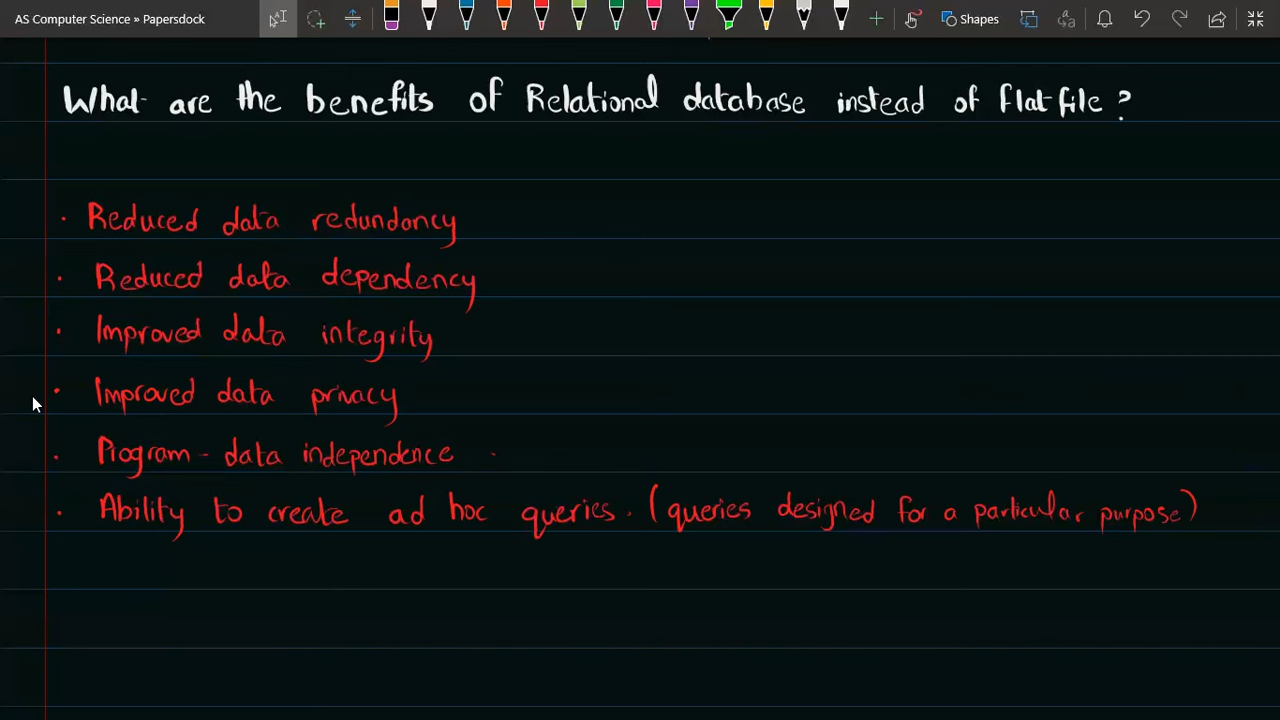 AS Computer Science » Papersdock
Shapes
What are the benefits of Relational database instead of flat file ?
· Reduced data redundancy
· Reduced data dependency
· Improved data integrity
· Improved data privacy
· Program - data independence
· Ability to create ad hoc queries. (queries designed for a particular purpose)